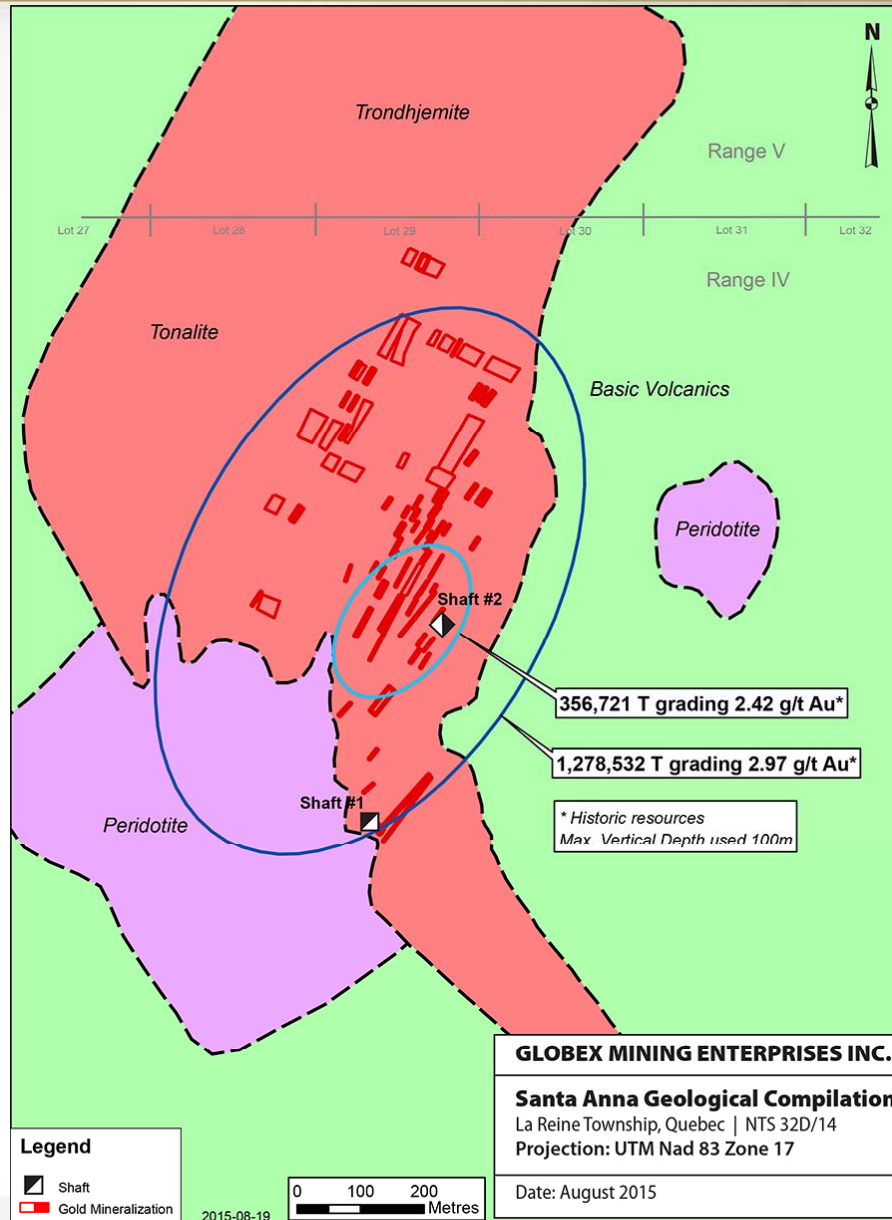 N
Trondhjemite
Range V
Lot 27
Lot 28
Lot 29
Lot 30
Lot 31
Lot 32
Range IV
Tonalite
Basic Volcanics
Peridotite
Shaft #2
356,721 T grading 2.42 g/t Au*
1,278,532 T grading 2.97 g/t Au*
Shaft #1
* Historic resources
Max. Vertical Depth used 100m
Peridotite
GLOBEX MINING ENTERPRISES INC.
Santa Anna Geological Compilation
La Reine Township, Quebec | NTS 32D/14
Projection: UTM Nad 83 Zone 17
Date: August 2015
Legend
Shaft
Gold Mineralization
2015-08-19
0 100 200
Metres